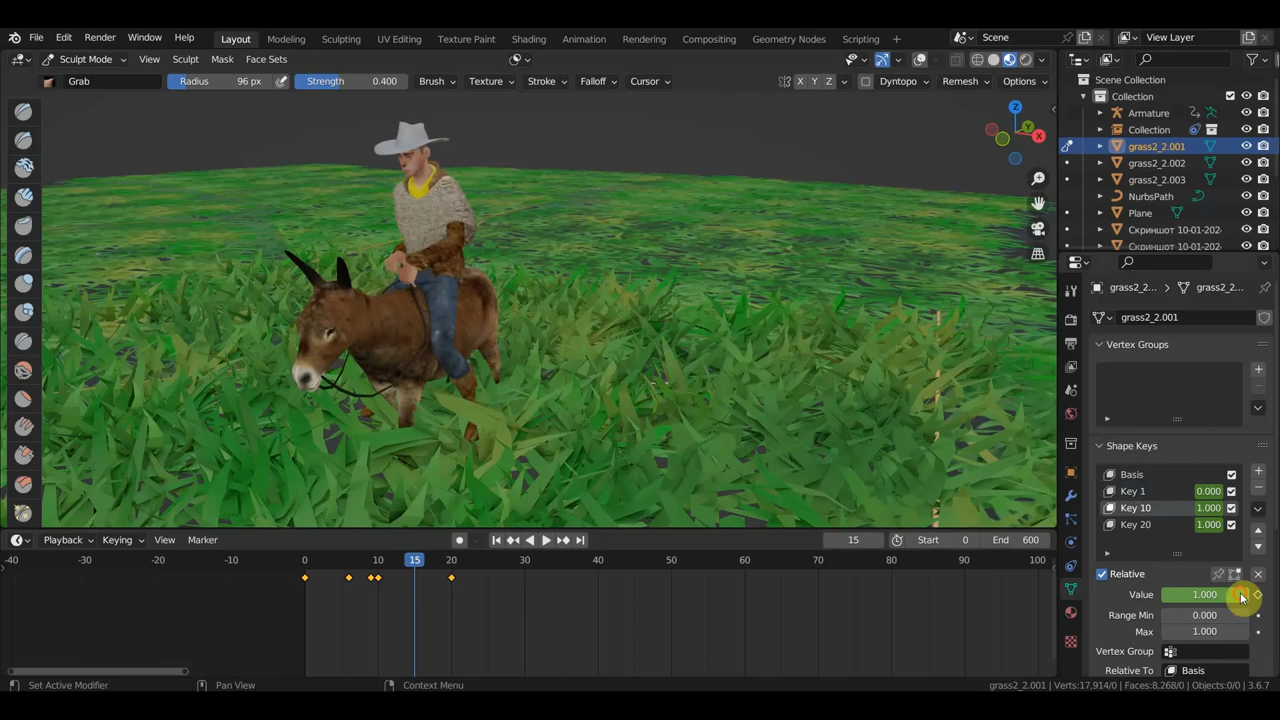 File Edit Render Window Help Layout Modeling Sculpting UV Editing Texture Paint Shading Animation Rendering Compositing Geometry Nodes Scripting + Scene View Layer
Sculpt Mode View Sculpt Mask Face Sets
Grab Radius 96 px Strength 0.400 Brush Texture Stroke Falloff Cursor X Y Z Dyntopo Remesh Options
Scene Collection
Collection
Armature
Collection
grass2_2.001
grass2_2.002
grass2_2.003
NurbsPath
Plane
Скриншот 10-01-202
Скриншот 10-01-202
Z
Y
X
grass2_2... > grass2_2...
grass2_2.001
Vertex Groups
Shape Keys
Basis
Key 1 0.000
Key 10 1.000
Key 20 1.000
Relative
Value 1.000
Range Min 0.000
Max 1.000
Vertex Group
Relative To Basis
Playback Keying View Marker 15 Start 0 End 600
-40 -30 -20 -10 0 10 15 20 30 40 50 60 70 80 90 100
Set Active Modifier Pan View Context Menu grass2_2.001 | Verts:17,914/0 | Faces:8,268/0 | Objects:0/0 | 3.6.7